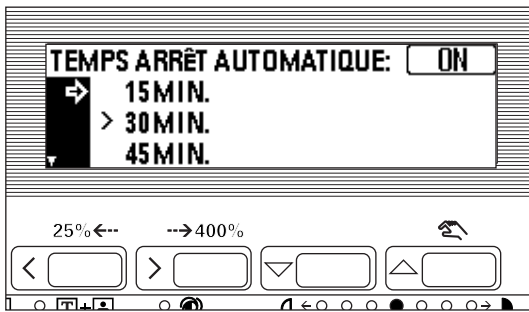 TEMPS ARRÊT AUTOMATIQUE: ON
15MIN.
> 30MIN.
45MIN.
25% 400%
T+